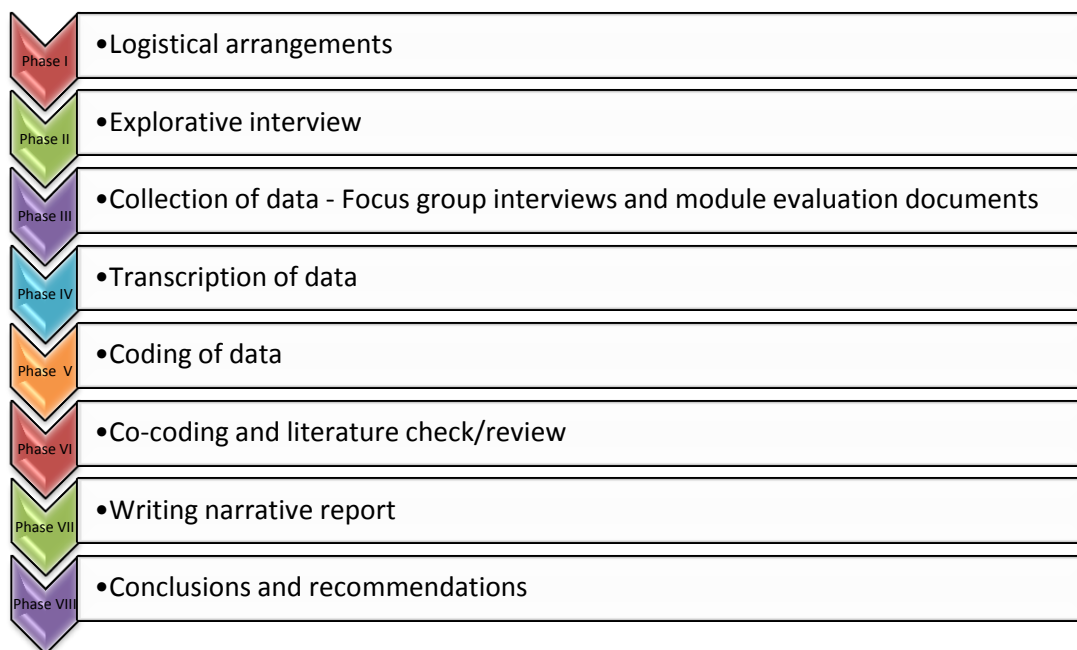 Phase I
•Logistical arrangements
Phase II
•Explorative interview
Phase III
•Collection of data - Focus group interviews and module evaluation documents
Phase IV
•Transcription of data
Phase V
•Coding of data
Phase VI
•Co-coding and literature check/review
Phase VII
•Writing narrative report
Phase VIII
•Conclusions and recommendations